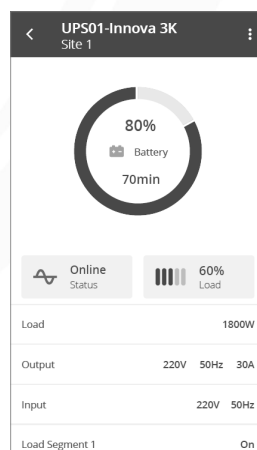 UPS01-Innova 3K
Site 1
80%
Battery
70min
Online
Status
60%
Load
Load 1800W
Output 220V 50Hz 30A
Input 220V 50Hz
Load Segment 1 On